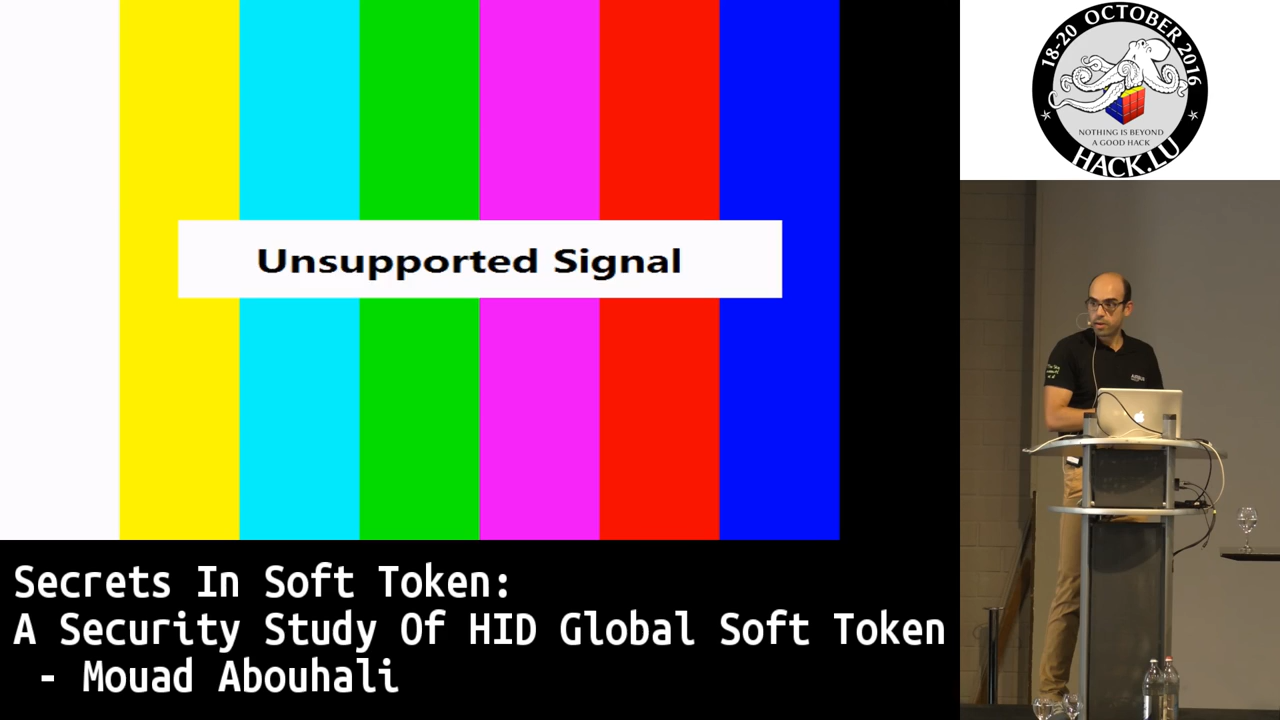 Unsupported Signal
18-20 OCTOBER 2016
NOTHING IS BEYOND
A GOOD HACK
HACK.LU
AIRBUS
Secrets In Soft Token:
A Security Study Of HID Global Soft Token
- Mouad Abouhali